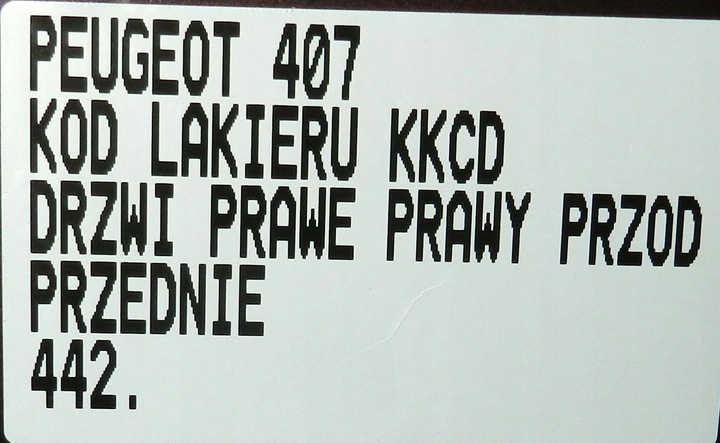 PEUGEOT 407
KOD LAKIERU KKCD
DRZWI PRAWE PRAWY PRZOD
PRZEDNIE
442.